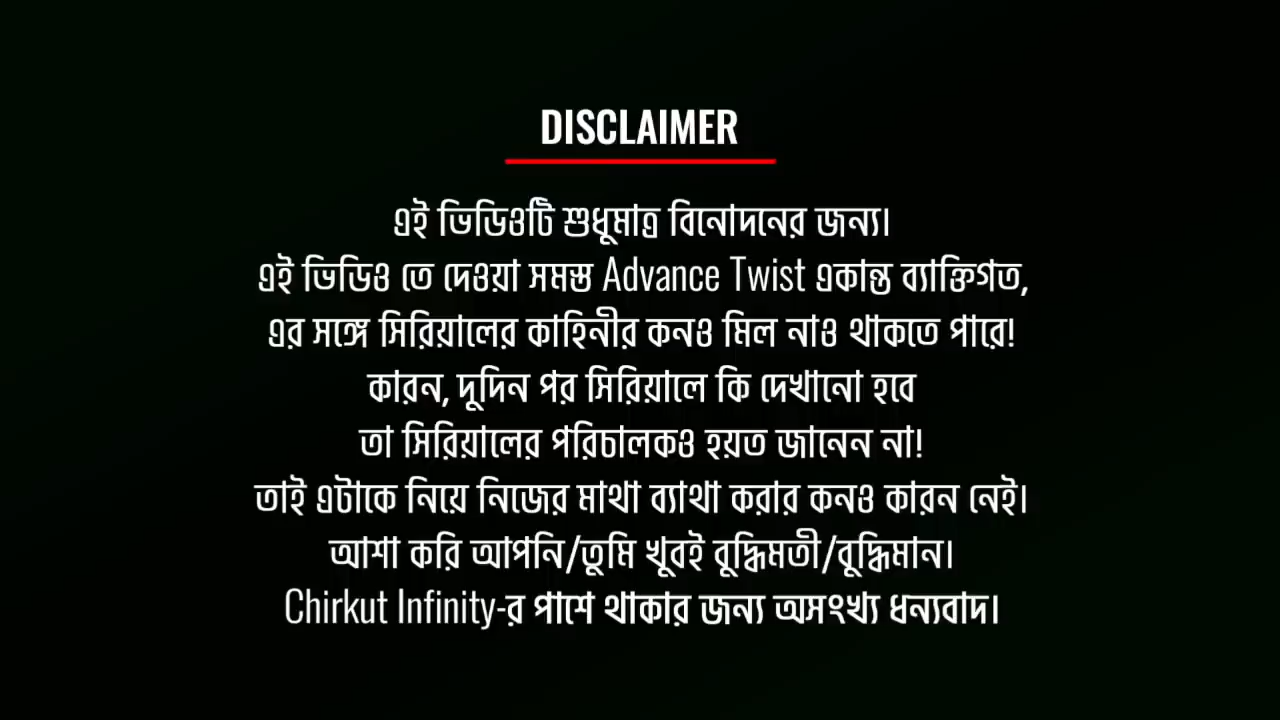 DISCLAIMER
এই ভিডিওটি শুধুমাত্র বিনোদনের জন্য।
এই ভিডিও তে দেওয়া সমস্ত Advance Twist একান্ত ব্যাক্তিগত,
এর সঙ্গে সিরিয়ালের কাহিনীর কনও মিল নাও থাকতে পারে!
কারন, দুদিন পর সিরিয়ালে কি দেখানো হবে
তা সিরিয়ালের পরিচালকও হয়ত জানেন না!
তাই এটাকে নিয়ে নিজের মাথা ব্যাথা করার কনও কারন নেই।
আশা করি আপনি/তুমি খুবই বুদ্ধিমতী/বুদ্ধিমান।
Chirkut Infinity-র পাশে থাকার জন্য অসংখ্য ধন্যবাদ।